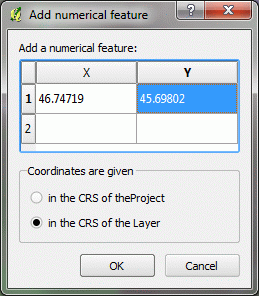 Add numerical feature
Add a numerical feature:
X Y
1 46.74719 45.69802
2
Coordinates are given
in the CRS of theProject
in the CRS of the Layer
OK Cancel